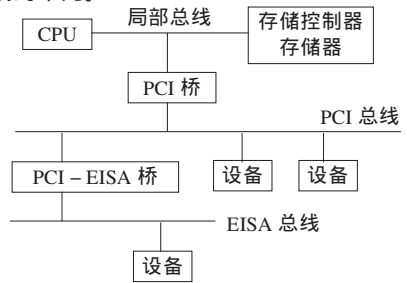 局部总线
CPU
存储控制器
存储器
PCI 桥
PCI 总线
PCI – EISA 桥
设备
设备
EISA 总线
设备